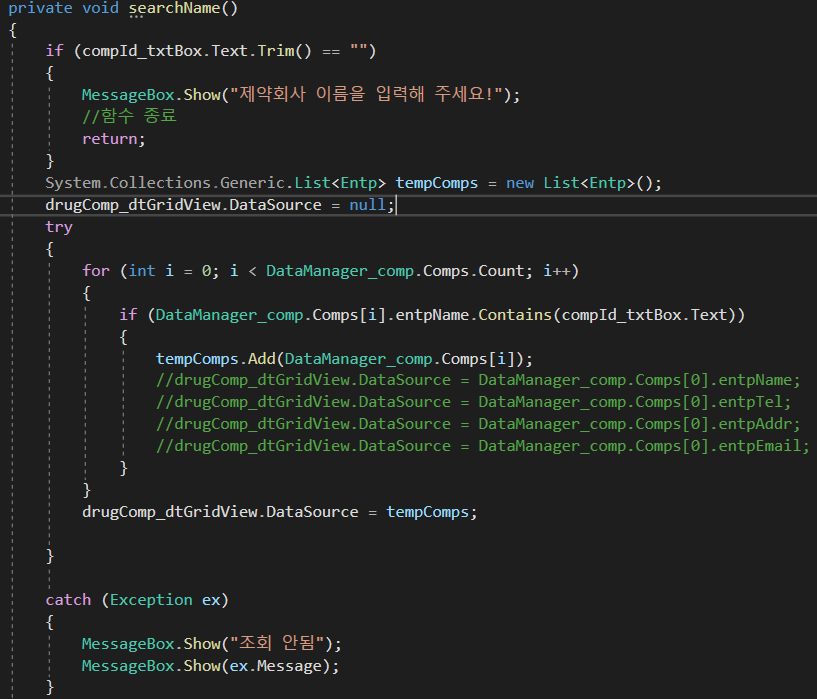 private void searchName()
{
if (compId_txtBox.Text.Trim() == "")
{
MessageBox.Show("제약회사 이름을 입력해 주세요!");
//함수 종료
return;
}
System.Collections.Generic.List<Entp> tempComps = new List<Entp>();
drugComp_dtGridView.DataSource = null;
try
{
for (int i = 0; i < DataManager_comp.Comps.Count; i++)
{
if (DataManager_comp.Comps[i].entpName.Contains(compId_txtBox.Text))
{
tempComps.Add(DataManager_comp.Comps[i]);
//drugComp_dtGridView.DataSource = DataManager_comp.Comps[0].entpName;
//drugComp_dtGridView.DataSource = DataManager_comp.Comps[0].entpTel;
//drugComp_dtGridView.DataSource = DataManager_comp.Comps[0].entpAddr;
//drugComp_dtGridView.DataSource = DataManager_comp.Comps[0].entpEmail;
}
}
drugComp_dtGridView.DataSource = tempComps;
}
catch (Exception ex)
{
MessageBox.Show("조회 안됨");
MessageBox.Show(ex.Message);
}